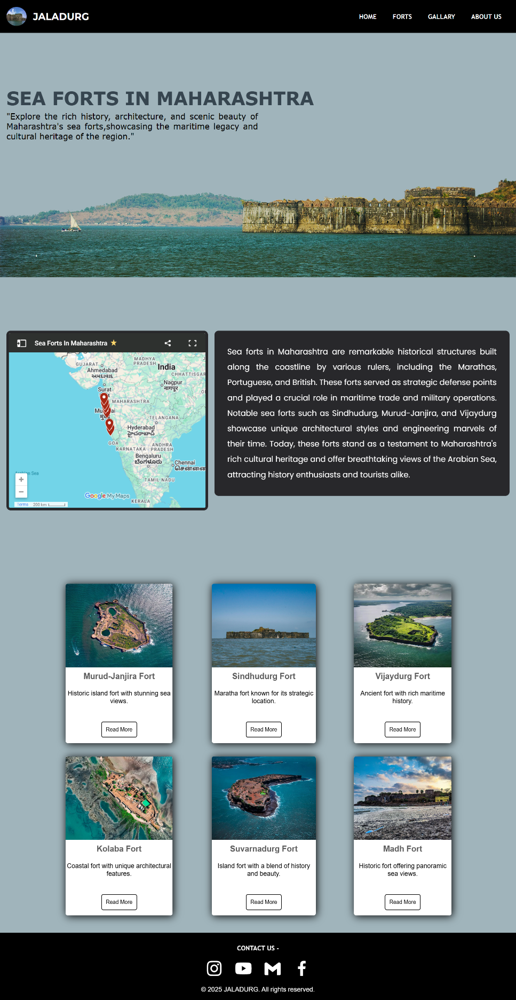 JALADURG
HOME FORTS GALLARY ABOUT US
SEA FORTS IN MAHARASHTRA
"Explore the rich history, architecture, and scenic beauty of
Maharashtra's sea forts,showcasing the maritime legacy and
cultural heritage of the region."
Sea Forts In Maharashtra
GUJARAT
Ahmedabad
અમદાવાદ
MADHYA
PRADESH
India
CHHATTISGAR
Surat
Nagpur
नागपूर
MAHARASHTRA
TELANGANA
Hyderabad
హైదరాబాద్
GOA
KARNATAKA
ANDHRA
PRADESH
Bengaluru
ಬೆಂಗಳೂರು
Chennai
TAMIL NADU
KERALA
Google My Maps
Terms 200 km
Sea forts in Maharashtra are remarkable historical structures built
along the coastline by various rulers, including the Marathas,
Portuguese, and British. These forts served as strategic defense points
and played a crucial role in maritime trade and military operations.
Notable sea forts such as Sindhudurg, Murud-Janjira, and Vijaydurg
showcase unique architectural styles and engineering marvels of
their time. Today, these forts stand as a testament to Maharashtra's
rich cultural heritage and offer breathtaking views of the Arabian Sea,
attracting history enthusiasts and tourists alike.
Murud-Janjira Fort
Historic island fort with stunning sea
views.
Read More
Sindhudurg Fort
Maratha fort known for its strategic
location.
Read More
Vijaydurg Fort
Ancient fort with rich maritime
history.
Read More
Kolaba Fort
Coastal fort with unique architectural
features.
Read More
Suvarnadurg Fort
Island fort with a blend of history
and beauty.
Read More
Madh Fort
Historic fort offering panoramic
sea views.
Read More
CONTACT US -
© 2025 JALADURG. All rights reserved.